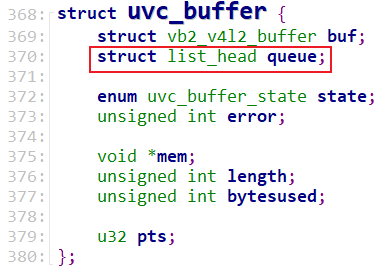 368: struct uvc_buffer {
369: struct vb2_v4l2_buffer buf;
370: struct list_head queue;
371:
372: enum uvc_buffer_state state;
373: unsigned int error;
374:
375: void *mem;
376: unsigned int length;
377: unsigned int bytesused;
378:
379: u32 pts;
380: };